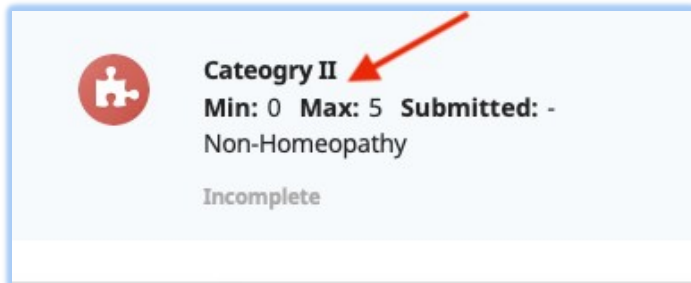 Cateogry II
Min: 0 Max: 5 Submitted: -
Non-Homeopathy
Incomplete